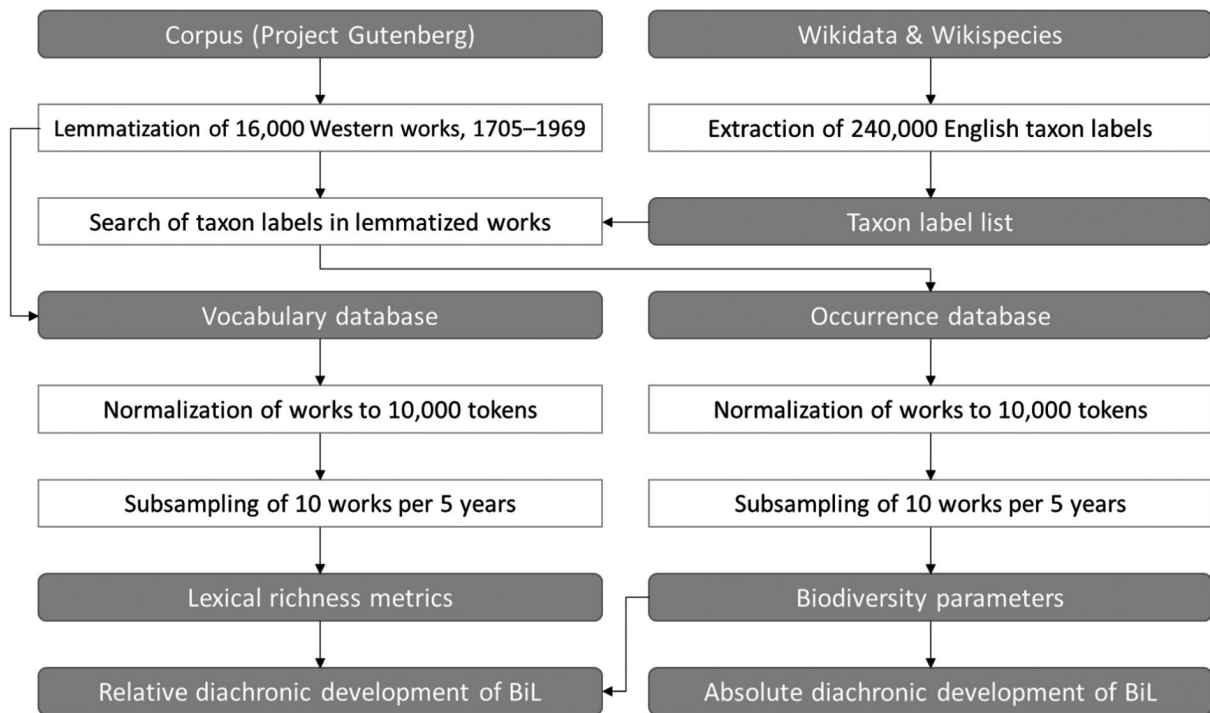 Corpus (Project Gutenberg)
Wikidata & Wikispecies
Lemmatization of 16,000 Western works, 1705–1969
Extraction of 240,000 English taxon labels
Search of taxon labels in lemmatized works
Taxon label list
Vocabulary database
Occurrence database
Normalization of works to 10,000 tokens
Normalization of works to 10,000 tokens
Subsampling of 10 works per 5 years
Subsampling of 10 works per 5 years
Lexical richness metrics
Biodiversity parameters
Relative diachronic development of BiL
Absolute diachronic development of BiL